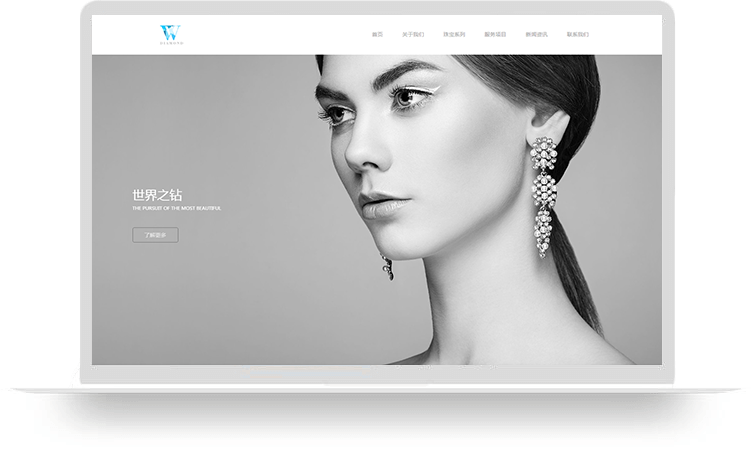 首页 关于我们 珠宝系列 服务项目 新闻资讯 联系我们
世界之钻
THE PURSUIT OF THE MOST BEAUTIFUL
了解更多